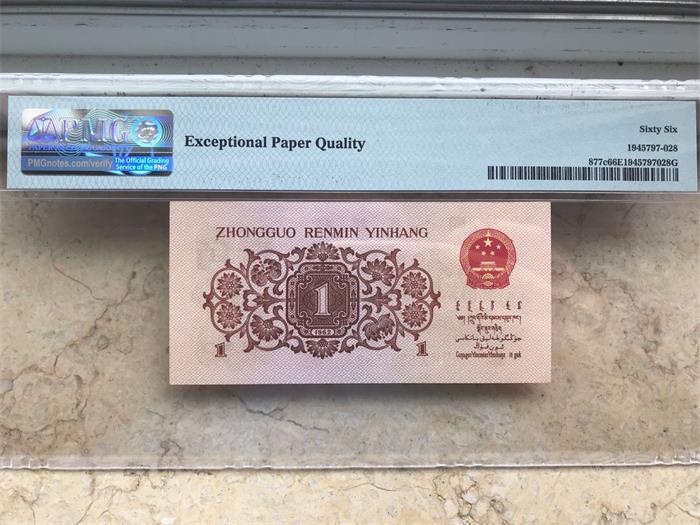 PMG
PMGnotes.com/verify
The Official Grading
Service of the PNG
Exceptional Paper Quality
Sixty Six
1945797-028
877c66E1945797028G
ZHONGGUO RENMIN YINHANG
1
1962
1 1